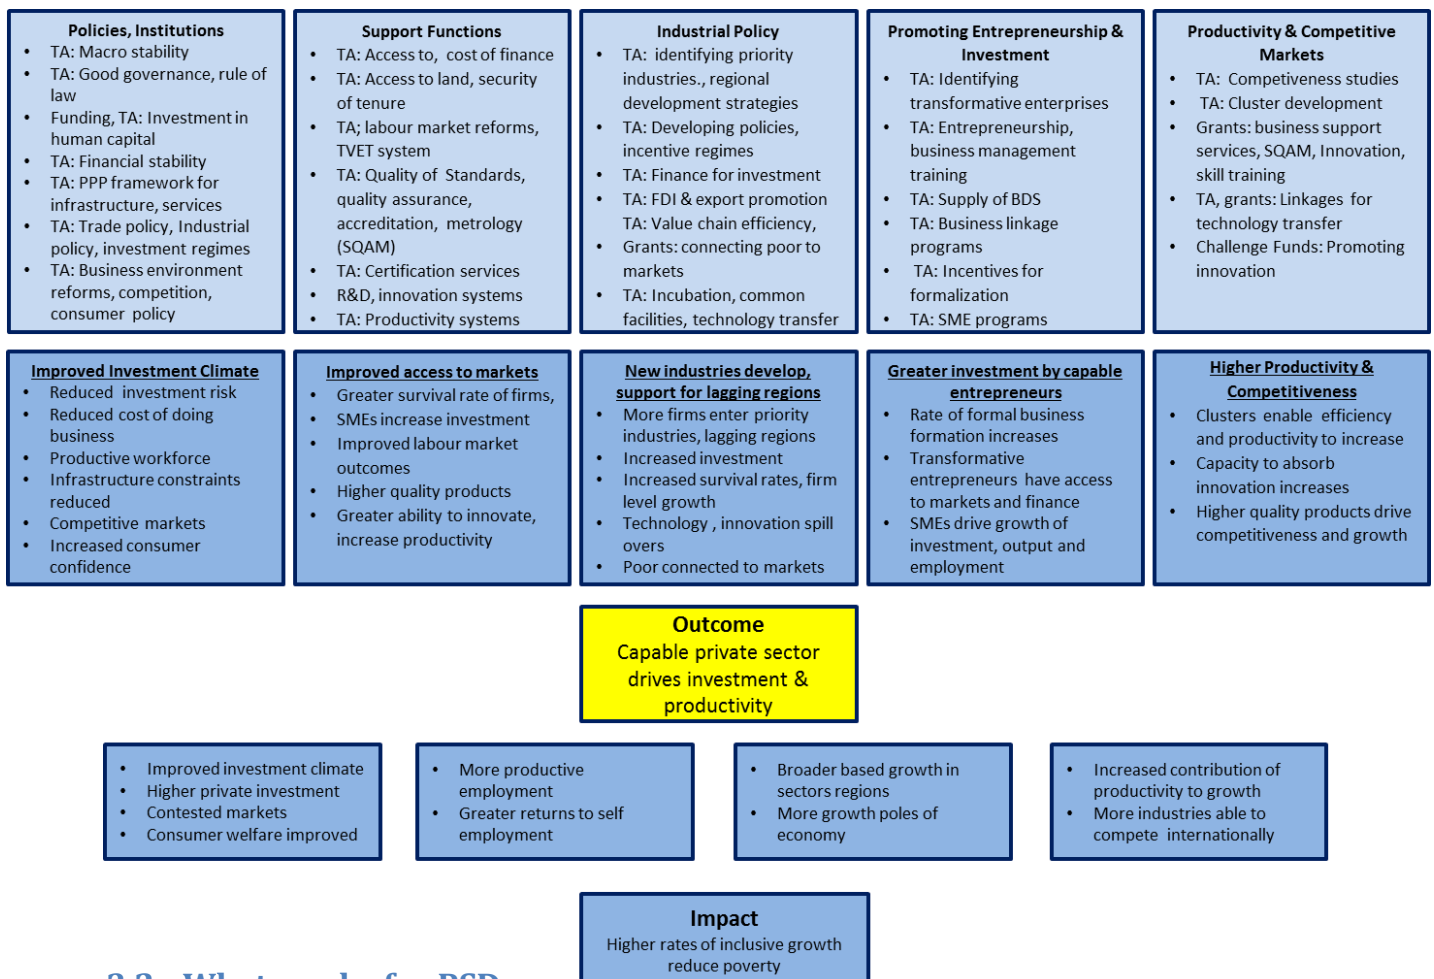 Policies, Institutions
• TA: Macro stability
• TA: Good governance, rule of
law
• Funding, TA: Investment in
human capital
• TA: Financial stability
• TA: PPP framework for
infrastructure, services
• TA: Trade policy, Industrial
policy, investment regimes
• TA: Business environment
reforms, competition,
consumer policy
Support Functions
• TA: Access to, cost of finance
• TA: Access to land, security
of tenure
• TA; labour market reforms,
TVET system
• TA: Quality of Standards,
quality assurance,
accreditation, metrology
(SQAM)
• TA: Certification services
• R&D, innovation systems
• TA: Productivity systems
Industrial Policy
• TA: identifying priority
industries., regional
development strategies
• TA: Developing policies,
incentive regimes
• TA: Finance for investment
• TA: FDI & export promotion
TA: Value chain efficiency,
• Grants: connecting poor to
markets
• TA: Incubation, common
facilities, technology transfer
Promoting Entrepreneurship &
Investment
• TA: Identifying
transformative enterprises
• TA: Entrepreneurship,
business management
training
• TA: Supply of BDS
• TA: Business linkage
programs
• TA: Incentives for
formalization
• TA: SME programs
Productivity & Competitive
Markets
• TA: Competiveness studies
• TA: Cluster development
• Grants: business support
services, SQAM, Innovation,
skill training
• TA, grants: Linkages for
technology transfer
• Challenge Funds: Promoting
innovation
Improved Investment Climate
• Reduced investment risk
• Reduced cost of doing
business
• Productive workforce
• Infrastructure constraints
reduced
• Competitive markets
• Increased consumer
confidence
Improved access to markets
• Greater survival rate of firms,
• SMEs increase investment
• Improved labour market
outcomes
• Higher quality products
• Greater ability to innovate,
increase productivity
New industries develop,
support for lagging regions
• More firms enter priority
industries, lagging regions
• Increased investment
• Increased survival rates, firm
level growth
• Technology , innovation spill
overs
• Poor connected to markets
Greater investment by capable
entrepreneurs
• Rate of formal business
formation increases
• Transformative
entrepreneurs have access
to markets and finance
• SMEs drive growth of
investment, output and
employment
Higher Productivity &
Competitiveness
• Clusters enable efficiency
and productivity to increase
• Capacity to absorb
innovation increases
• Higher quality products drive
competitiveness and growth
Outcome
Capable private sector
drives investment &
productivity
• Improved investment climate
• Higher private investment
• Contested markets
• Consumer welfare improved
• More productive
employment
• Greater returns to self
employment
• Broader based growth in
sectors regions
• More growth poles of
economy
• Increased contribution of
productivity to growth
• More industries able to
compete internationally
Impact
Higher rates of inclusive growth
reduce poverty